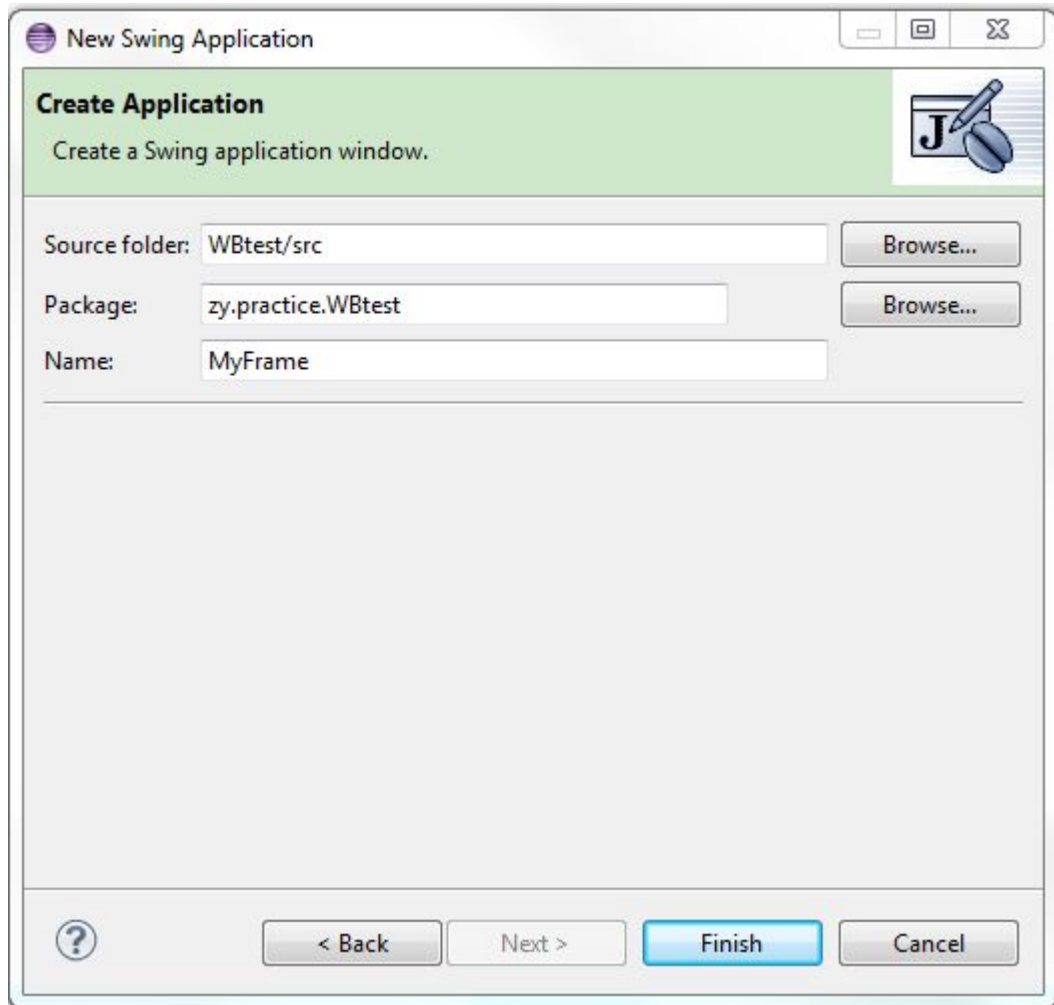 New Swing Application
Create Application
Create a Swing application window.
J
Source folder: WBtest/src Browse...
Package: zy.practice.WBtest Browse...
Name: MyFrame
? < Back Next > Finish Cancel